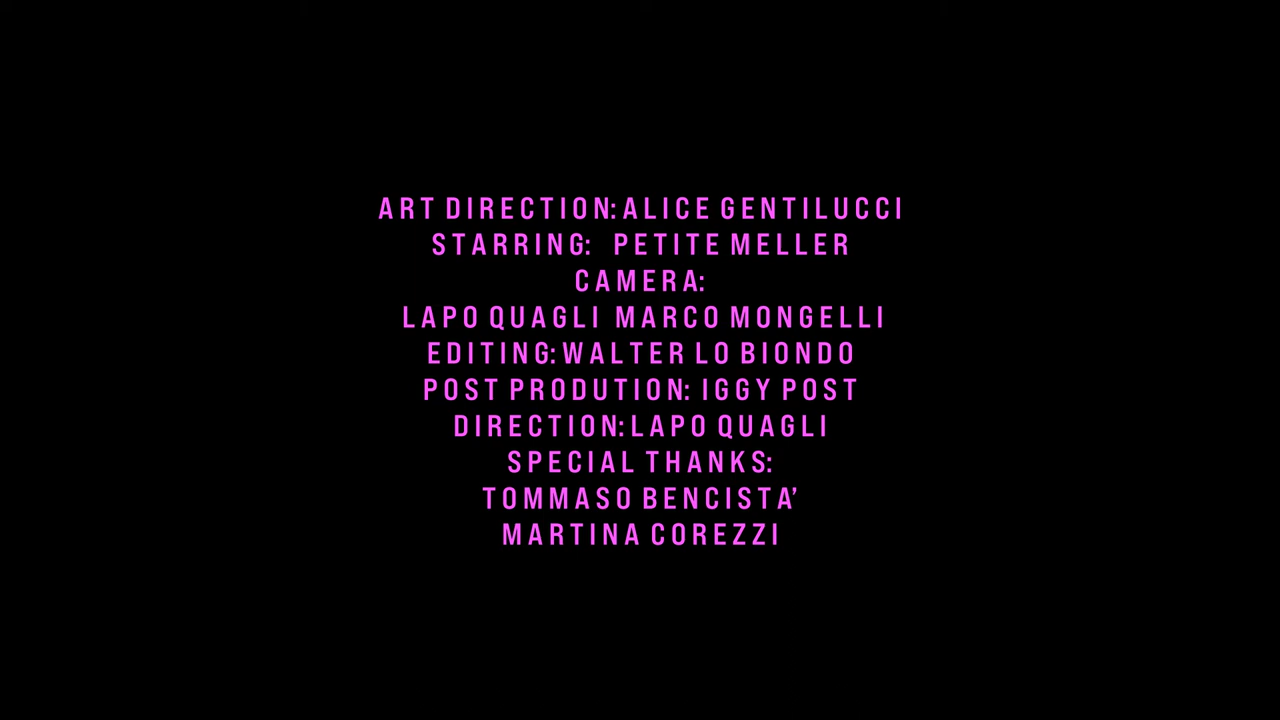 ART DIRECTION: ALICE GENTILUCCI
STARRING: PETITE MELLER
CAMERA:
LAPO QUAGLI MARCO MONGELLI
EDITING: WALTER LO BIONDO
POST PRODUTION: IGGY POST
DIRECTION: LAPO QUAGLI
SPECIAL THANKS:
TOMMASO BENCISTA’
MARTINA COREZZI